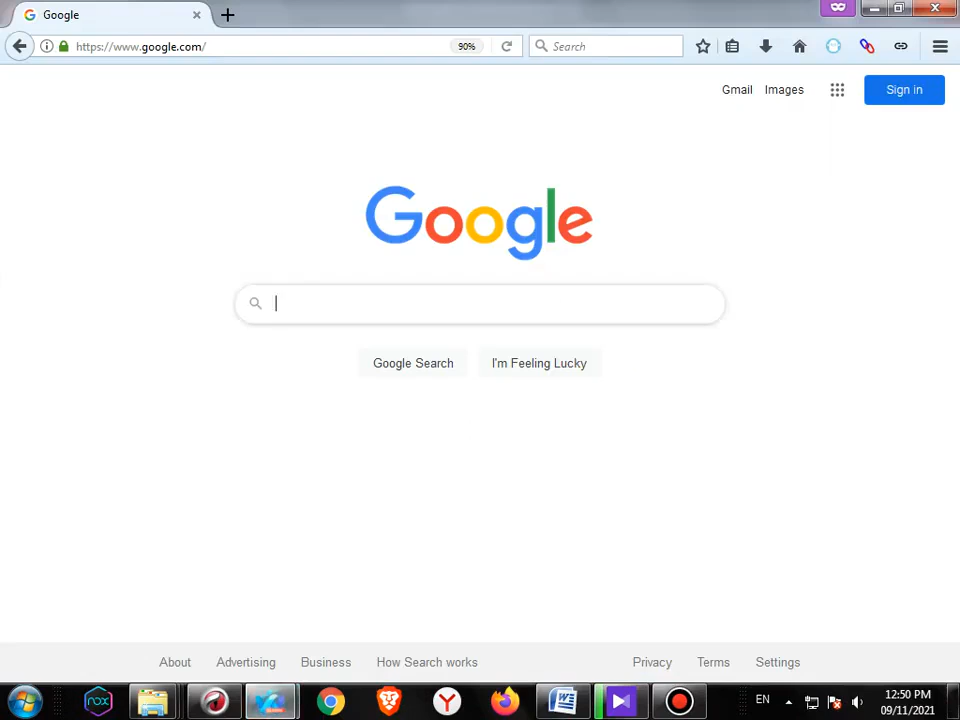 Google
https://www.google.com/
90%
Search
Gmail
Images
Sign in
Google
Google Search
I'm Feeling Lucky
About
Advertising
Business
How Search works
Privacy
Terms
Settings
nox
EN
12:50 PM
09/11/2021